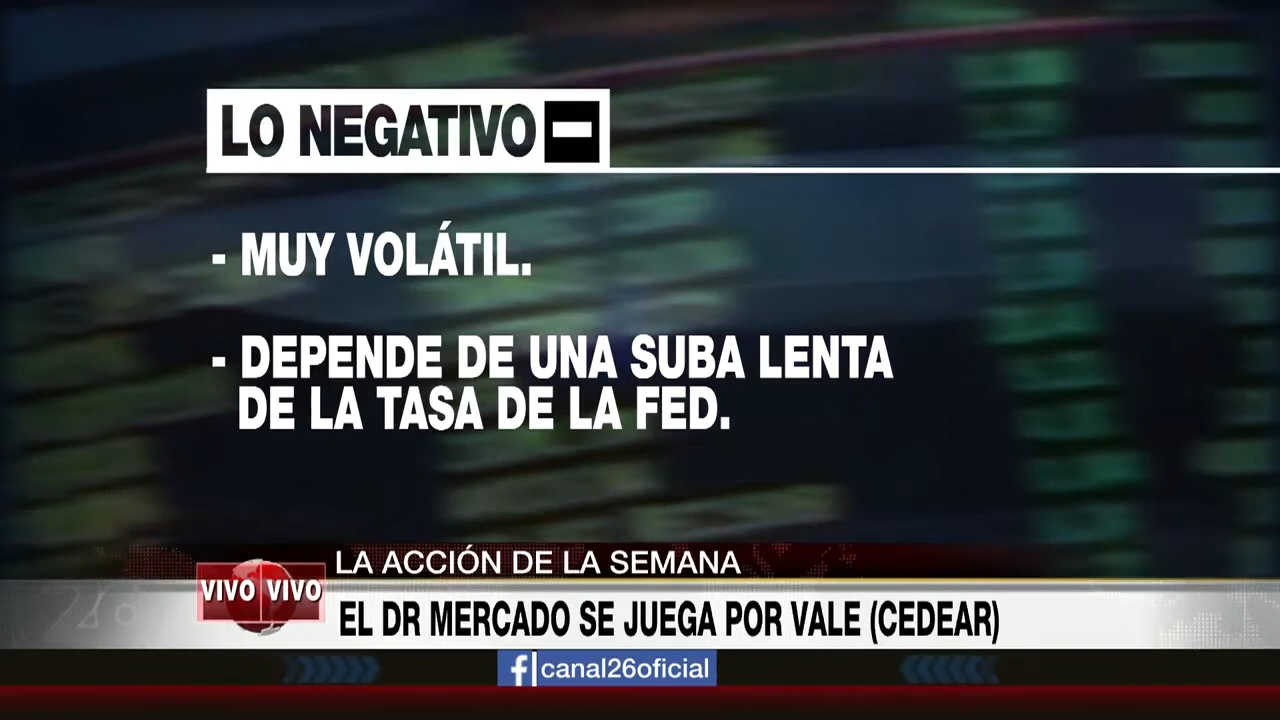 LO NEGATIVO
- MUY VOLÁTIL.
- DEPENDE DE UNA SUBA LENTA
DE LA TASA DE LA FED.
LA ACCIÓN DE LA SEMANA
VIVO VIVO
EL DR MERCADO SE JUEGA POR VALE (CEDEAR)
canal26oficial